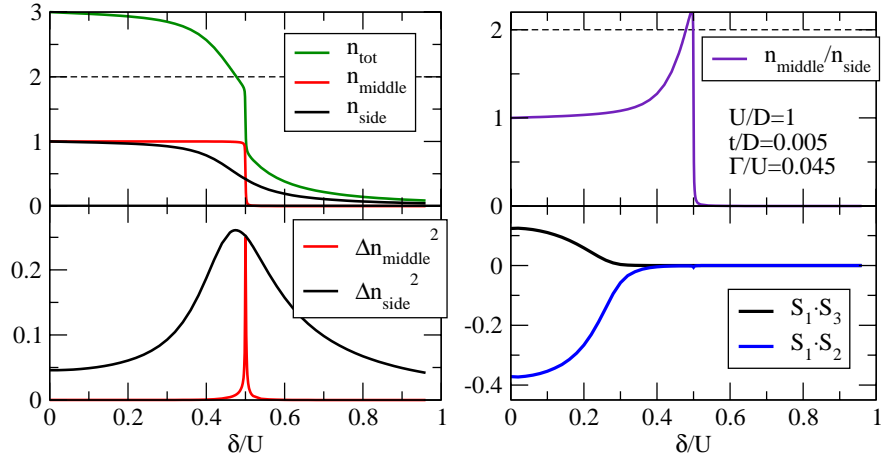 3
2
1
0
n_tot
n_middle
n_side
2
1
0
n_middle/n_side
U/D=1
t/D=0.005
Γ/U=0.045
0.2
0.1
0
Δn_middle^2
Δn_side^2
0 0.2 0.4 0.6 0.8 1
δ/U
0
-0.2
-0.4
S_1·S_3
S_1·S_2
0 0.2 0.4 0.6 0.8 1
δ/U